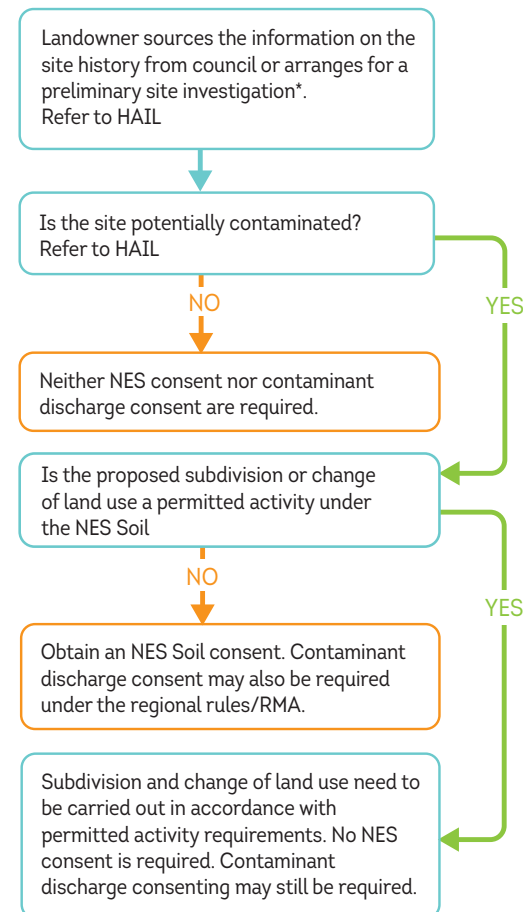 Landowner sources the information on the
site history from council or arranges for a
preliminary site investigation*.
Refer to HAIL
Is the site potentially contaminated?
Refer to HAIL
NO
YES
Neither NES consent nor contaminant
discharge consent are required.
Is the proposed subdivision or change
of land use a permitted activity under
the NES Soil
NO
YES
Obtain an NES Soil consent. Contaminant
discharge consent may also be required
under the regional rules/RMA.
Subdivision and change of land use need to
be carried out in accordance with
permitted activity requirements. No NES
consent is required. Contaminant
discharge consenting may still be required.